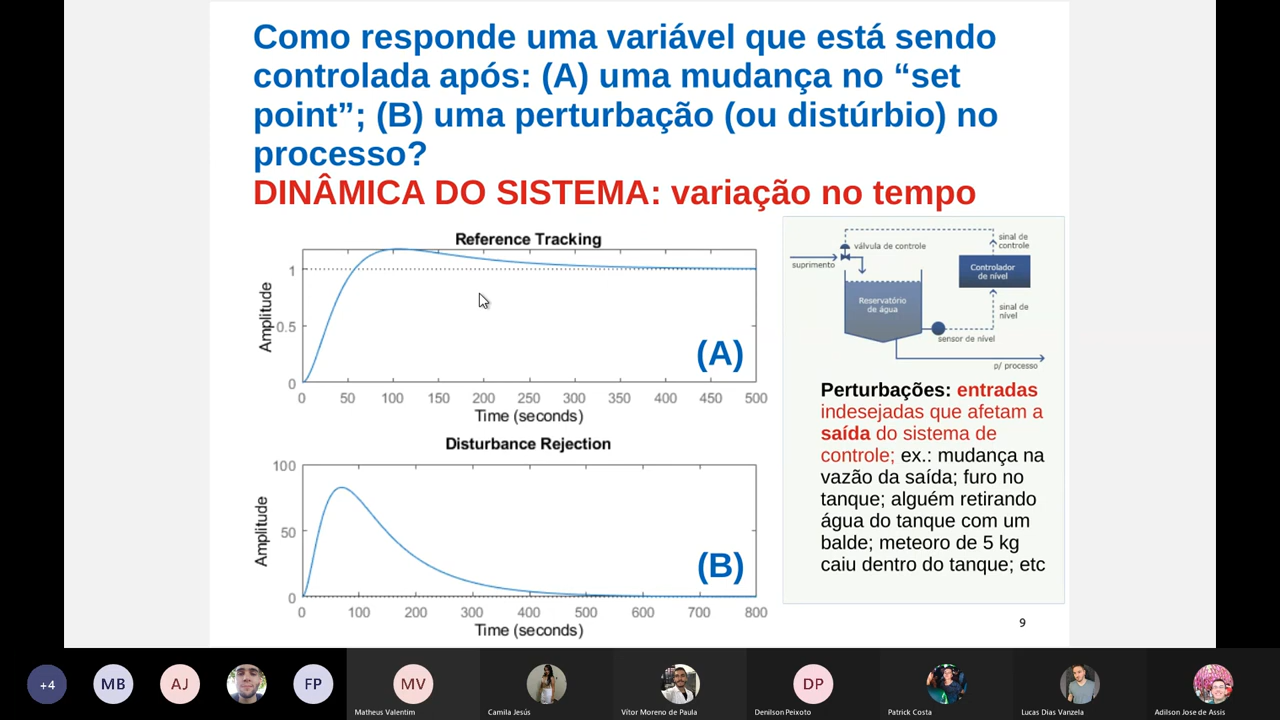 Como responde uma variável que está sendo
controlada após: (A) uma mudança no “set
point”; (B) uma perturbação (ou distúrbio) no
processo?
DINÂMICA DO SISTEMA: variação no tempo
Reference Tracking
1
0.5
0
Amplitude
(A)
0 50 100 150 200 250 300 350 400 450 500
Time (seconds)
Disturbance Rejection
100
50
0
Amplitude
(B)
0 100 200 300 400 500 600 700 800
Time (seconds)
válvula de controle
sinal de
controle
suprimento
Controlador
de nível
Reservatório
de água
sinal de
nível
sensor de nível
p/ processo
Perturbações: entradas
indesejadas que afetam a
saída do sistema de
controle; ex.: mudança na
vazão da saída; furo no
tanque; alguém retirando
água do tanque com um
balde; meteoro de 5 kg
caiu dentro do tanque; etc
9
+4
MB
AJ
FP
MV
DP
Matheus Valentim
Camila Jesús
Vítor Moreno de Paula
Denilson Peixoto
Patrick Costa
Lucas Dias Vanzela
Adilson Jose de Assis